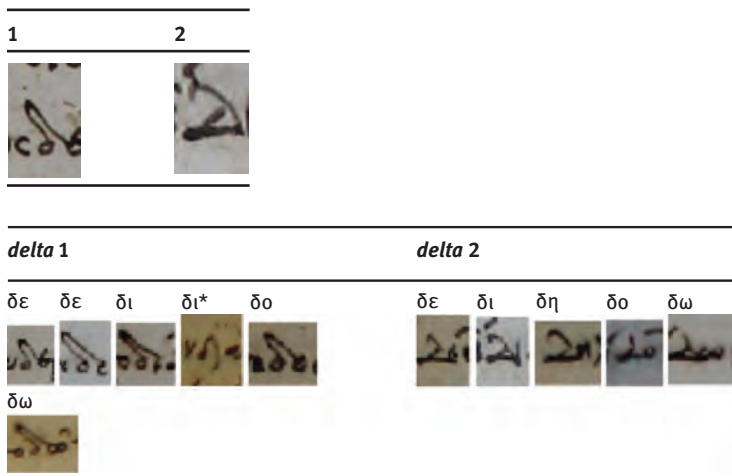 1 2
delta 1 delta 2
δε δε δι δι* δο δε δι δη δο δω
δω